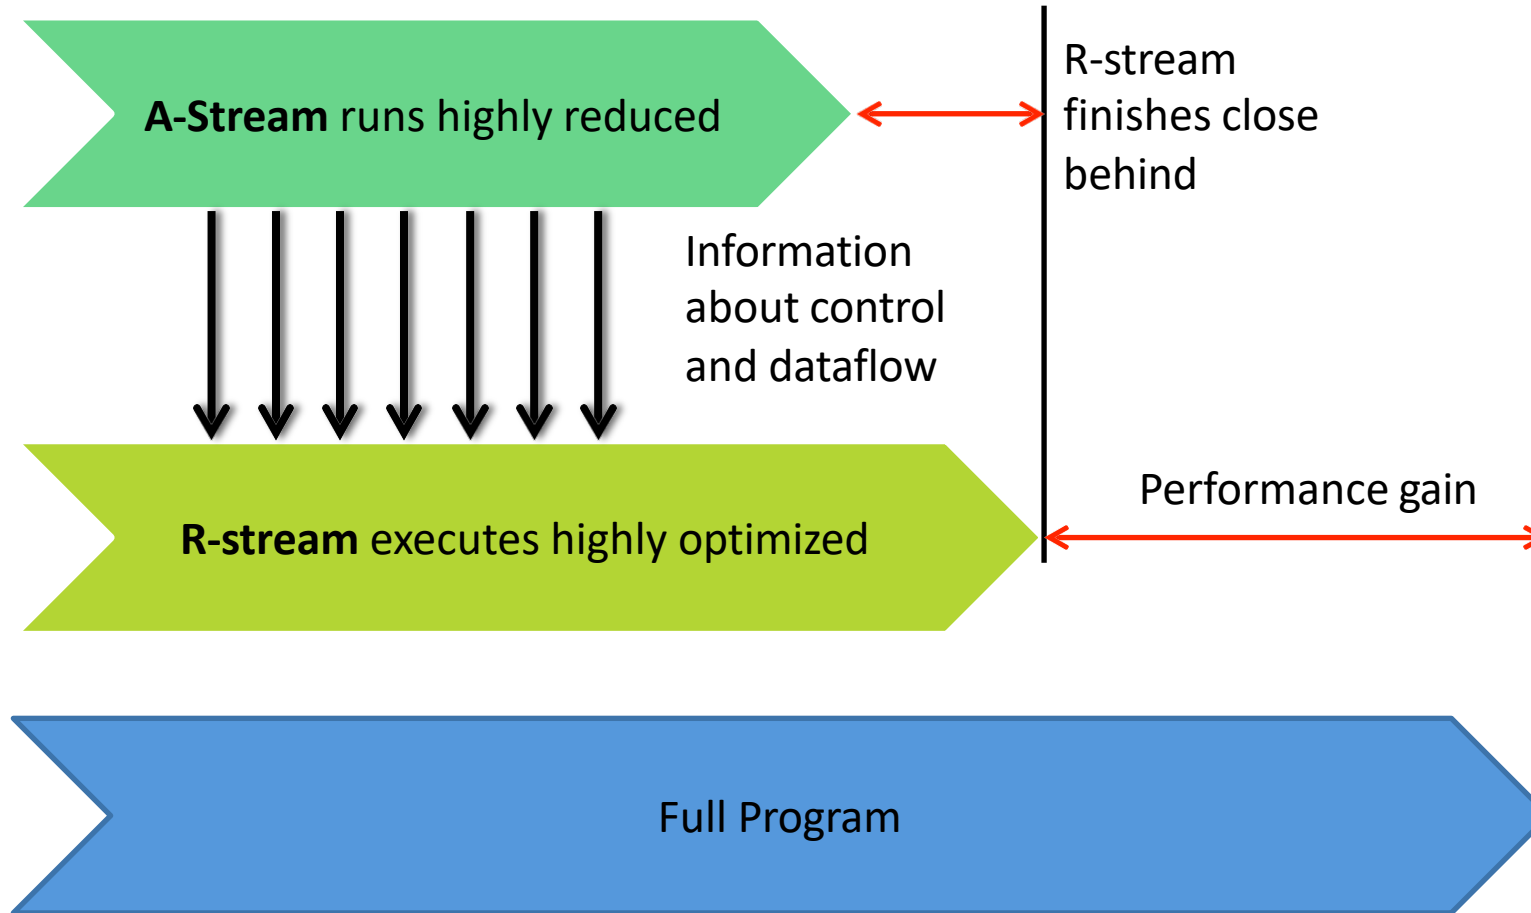 A-Stream runs highly reduced
R-stream
finishes close
behind
Information
about control
and dataflow
Performance gain
R-stream executes highly optimized
Full Program